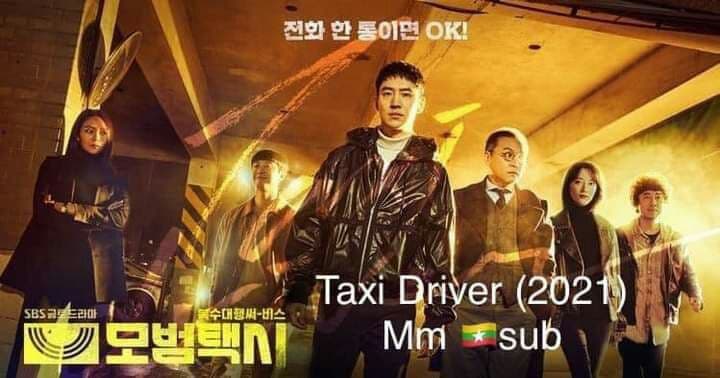 전화 한 통이면 OK!
Taxi Driver (2021)
Mm 🇲🇲sub
SBS 금토드라마
복수대행써-비스
모범택시